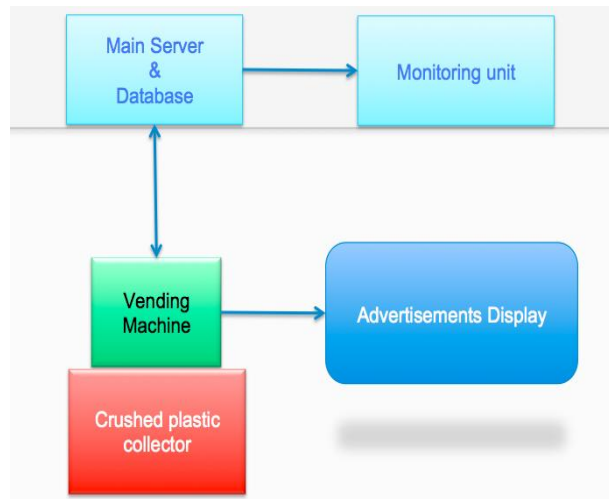 Main Server
&
Database
Monitoring unit
Vending
Machine
Advertisements Display
Crushed plastic
collector